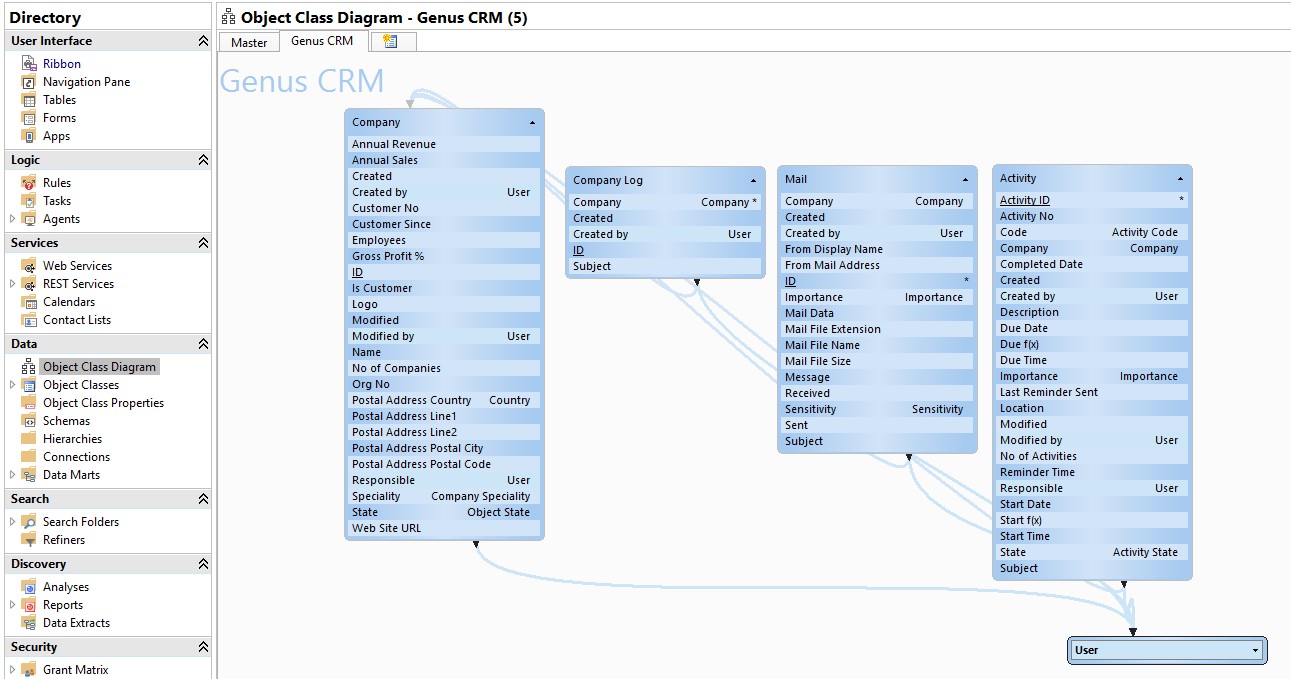 Directory
User Interface
Ribbon
Navigation Pane
Tables
Forms
Apps
Logic
Rules
Tasks
Agents
Services
Web Services
REST Services
Calendars
Contact Lists
Data
Object Class Diagram
Object Classes
Object Class Properties
Schemas
Hierarchies
Connections
Data Marts
Search
Search Folders
Refiners
Discovery
Analyses
Reports
Data Extracts
Security
Grant Matrix
Object Class Diagram - Genus CRM (5)
Master Genus CRM
Genus CRM
Company
Annual Revenue
Annual Sales
Created
Created by User
Customer No
Customer Since
Employees
Gross Profit %
ID
Is Customer
Logo
Modified
Modified by User
Name
No of Companies
Org No
Postal Address Country Country
Postal Address Line1
Postal Address Line2
Postal Address Postal City
Postal Address Postal Code
Responsible User
Speciality Company Speciality
State Object State
Web Site URL
Company Log
Company Company *
Created
Created by User
ID
Subject
Mail
Company Company
Created
Created by User
From Display Name
From Mail Address
ID *
Importance Importance
Mail Data
Mail File Extension
Mail File Name
Mail File Size
Message
Received
Sensitivity Sensitivity
Sent
Subject
Activity
Activity ID *
Activity No
Code Activity Code
Company Company
Completed Date
Created
Created by User
Description
Due Date
Due f(x)
Due Time
Importance Importance
Last Reminder Sent
Location
Modified
Modified by User
No of Activities
Reminder Time
Responsible User
Start Date
Start f(x)
Start Time
State Activity State
Subject
User